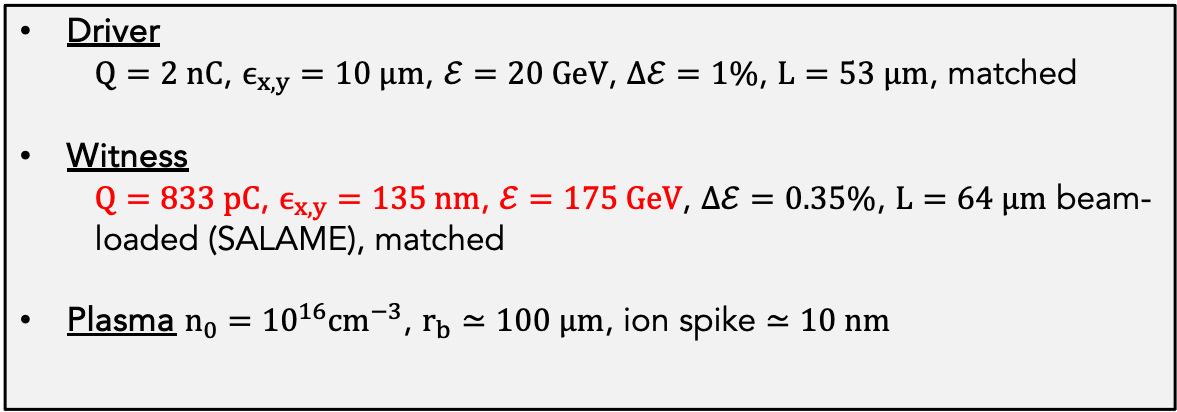 • Driver
Q = 2 nC, ϵx,y = 10 μm, ℰ = 20 GeV, Δℰ = 1%, L = 53 μm, matched
• Witness
Q = 833 pC, ϵx,y = 135 nm, ℰ = 175 GeV, Δℰ = 0.35%, L = 64 μm beam-
loaded (SALAME), matched
• Plasma n₀ = 10¹⁶cm⁻³, rb ≃ 100 μm, ion spike ≃ 10 nm